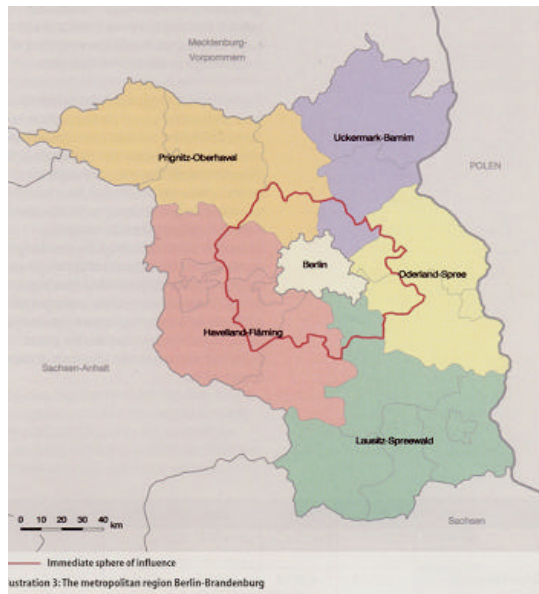 Mecklenburg-
Vorpommern
Uckermark-Barnim
Prignitz-Oberhavel
POLEN
Berlin
Oderland-Spree
Havelland-Fläming
Sachsen-Anhalt
Lausitz-Spreewald
0 10 20 30 40 km
Sachsen
Immediate sphere of influence
ustration 3: The metropolitan region Berlin-Brandenburg